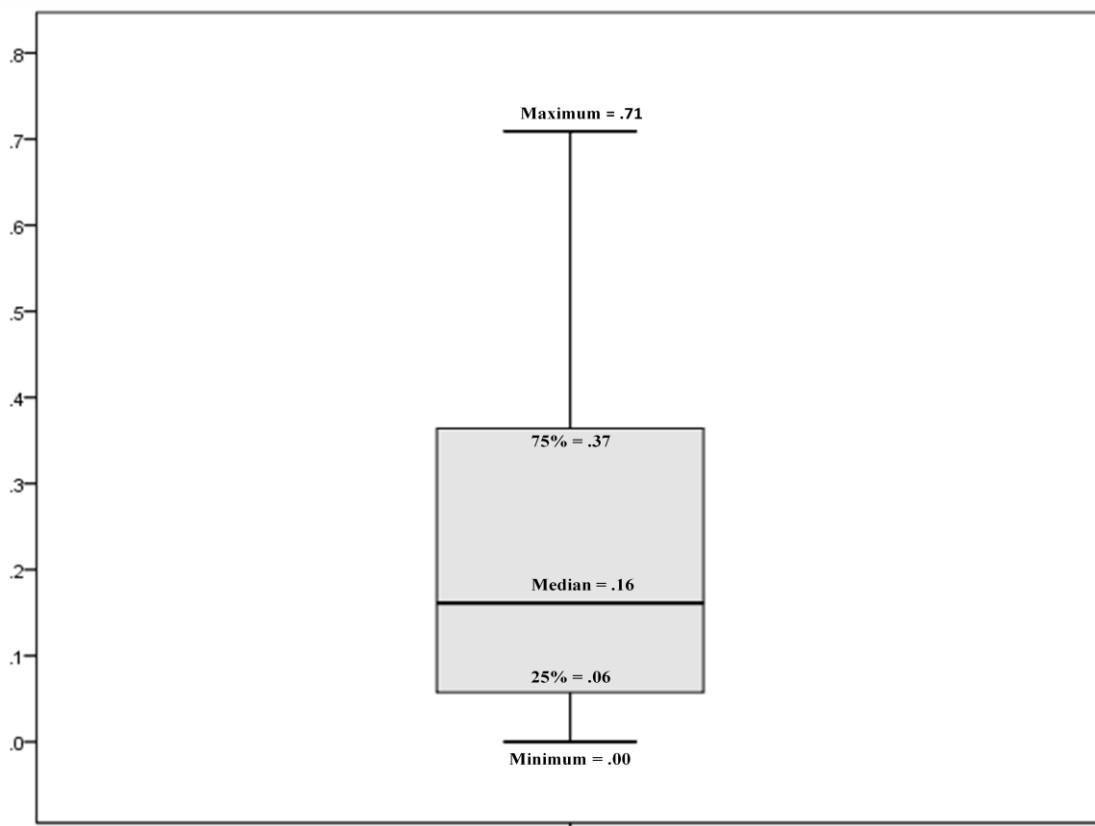 .8
Maximum = .71
.7
.6
.5
.4
75% = .37
.3
.2
Median = .16
.1
25% = .06
.0
Minimum = .00